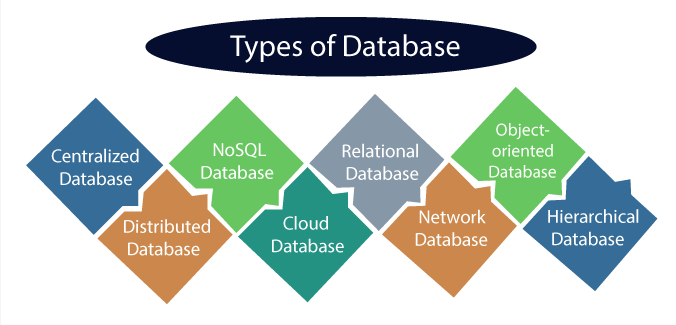 Types of Database
Centralized
Database
Distributed
Database
NoSQL
Database
Cloud
Database
Relational
Database
Network
Database
Object-
oriented
Database
Hierarchical
Database